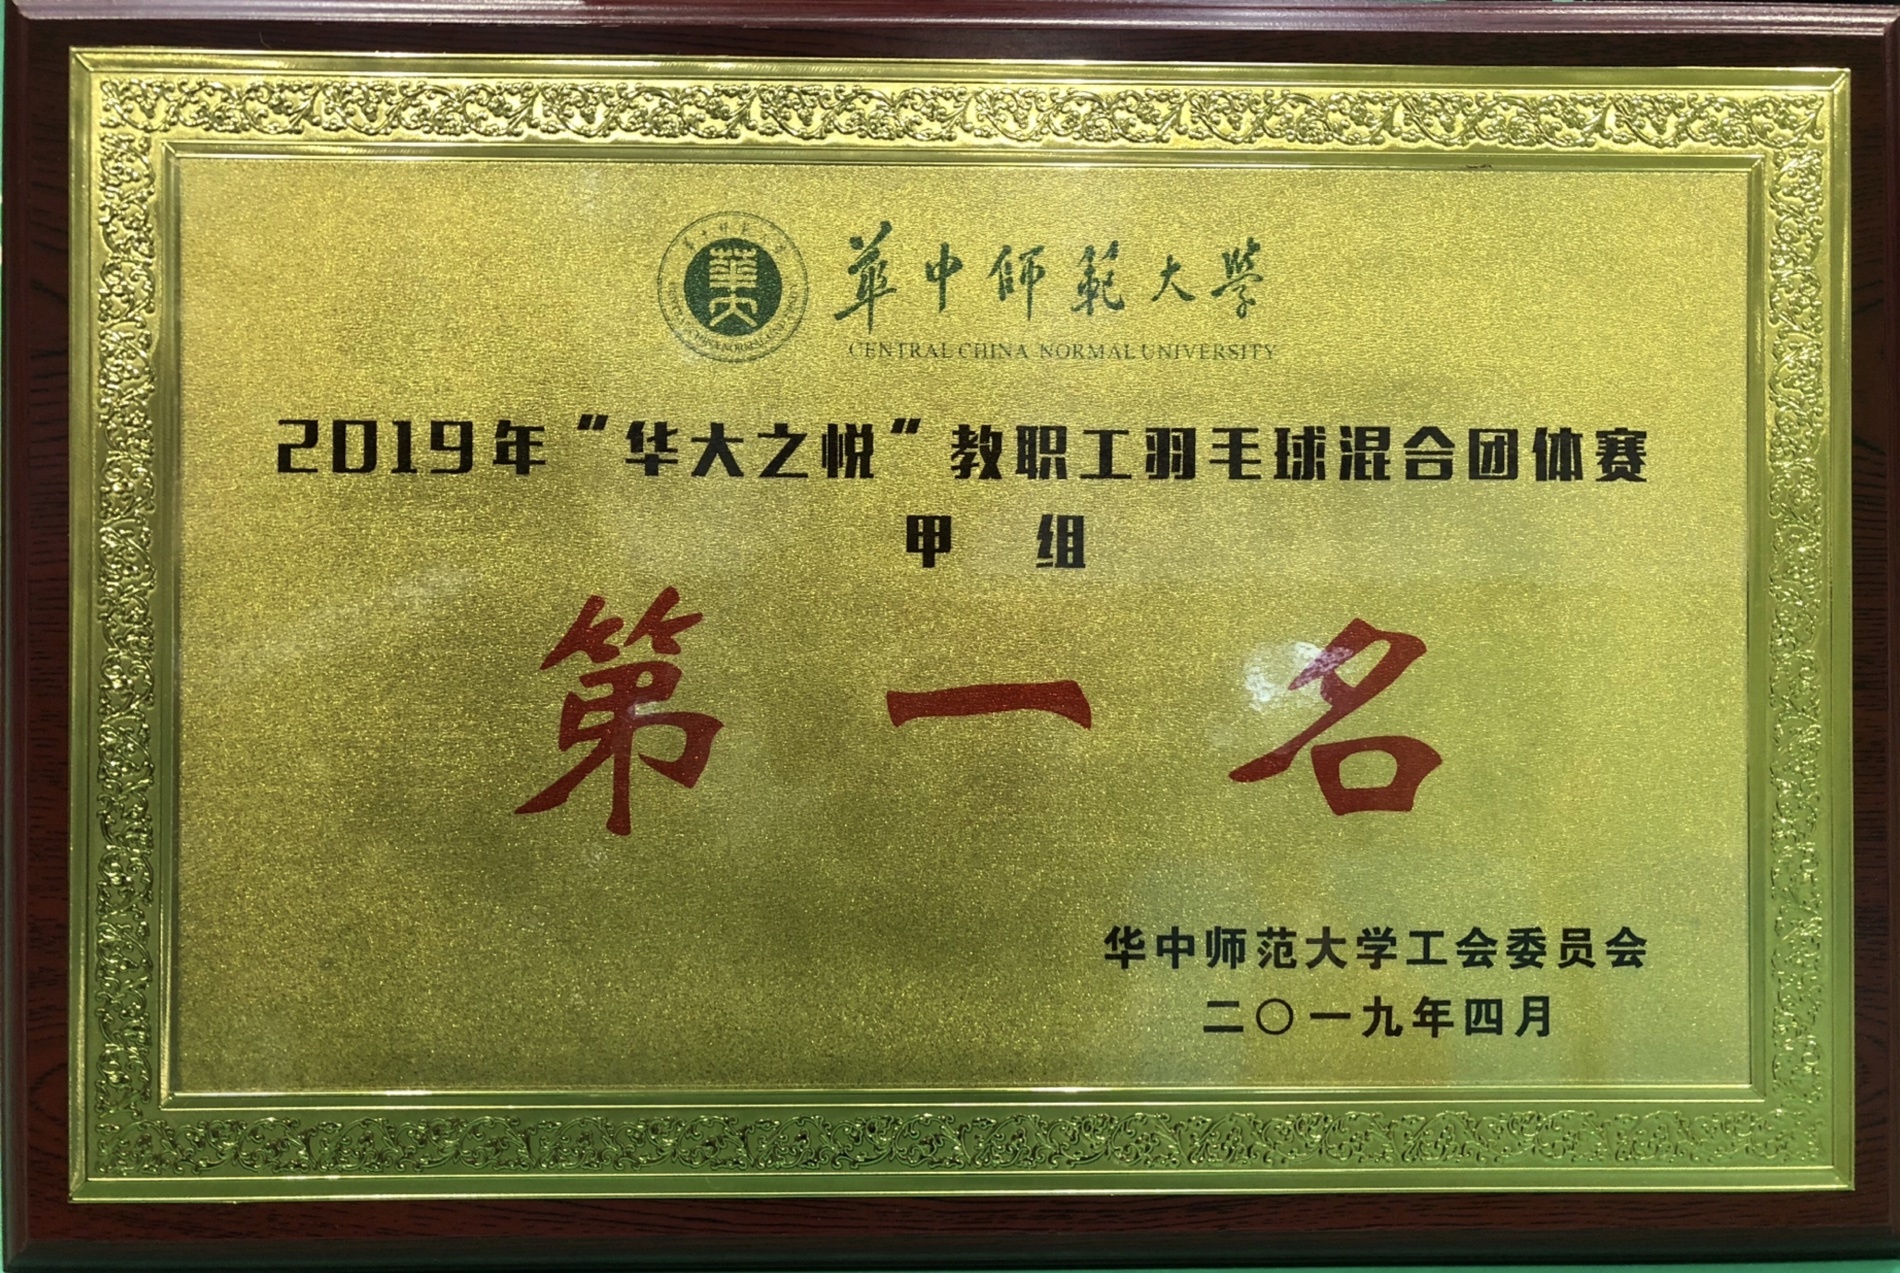 華中师範大學
CENTRAL CHINA NORMAL UNIVERSITY
2019年“华大之悦”教职工羽毛球混合团体赛
甲 组
第 一 名
华中师范大学工会委员会
二〇一九年四月